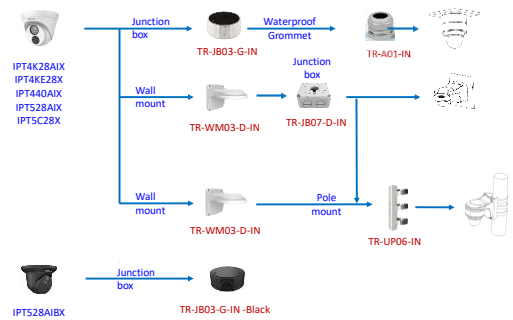 Junction
box
Waterproof
Grommet
TR-JB03-G-IN
TR-A01-IN
IPT4K28AIX
IPT4KE28X
IPT440AIX
IPT528AIX
IPT5C28X
Wall
mount
Junction
box
TR-WM03-D-IN
TR-JB07-D-IN
Wall
mount
Pole
mount
TR-WM03-D-IN
TR-UP06-IN
Junction
box
IPT528AIBX
TR-JB03-G-IN -Black